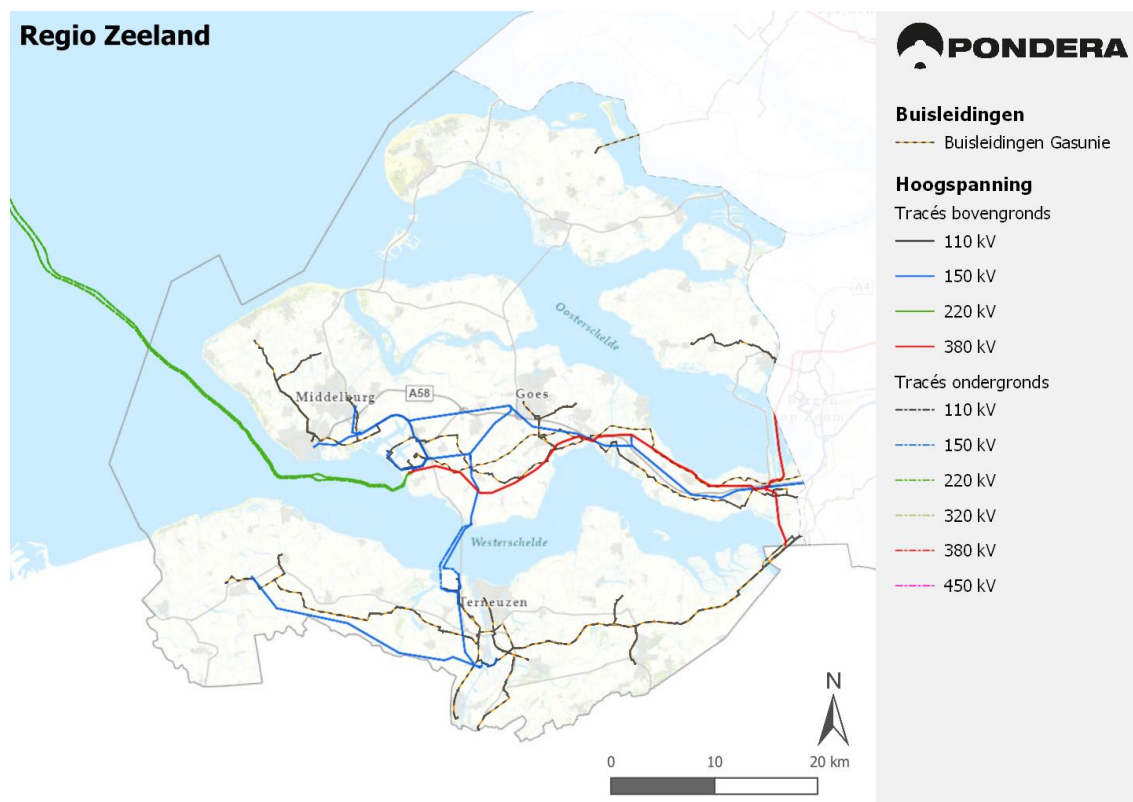 Regio Zeeland
PONDERA
Buisleidingen
Buisleidingen Gasunie
Hoogspanning
Tracés bovengronds
110 kV
150 kV
220 kV
380 kV
Tracés ondergronds
110 kV
150 kV
220 kV
320 kV
380 kV
450 kV
Oosterschelde
A58
Goes
Middelburg
Westerschelde
Terneuzen
N
0 10 20 km